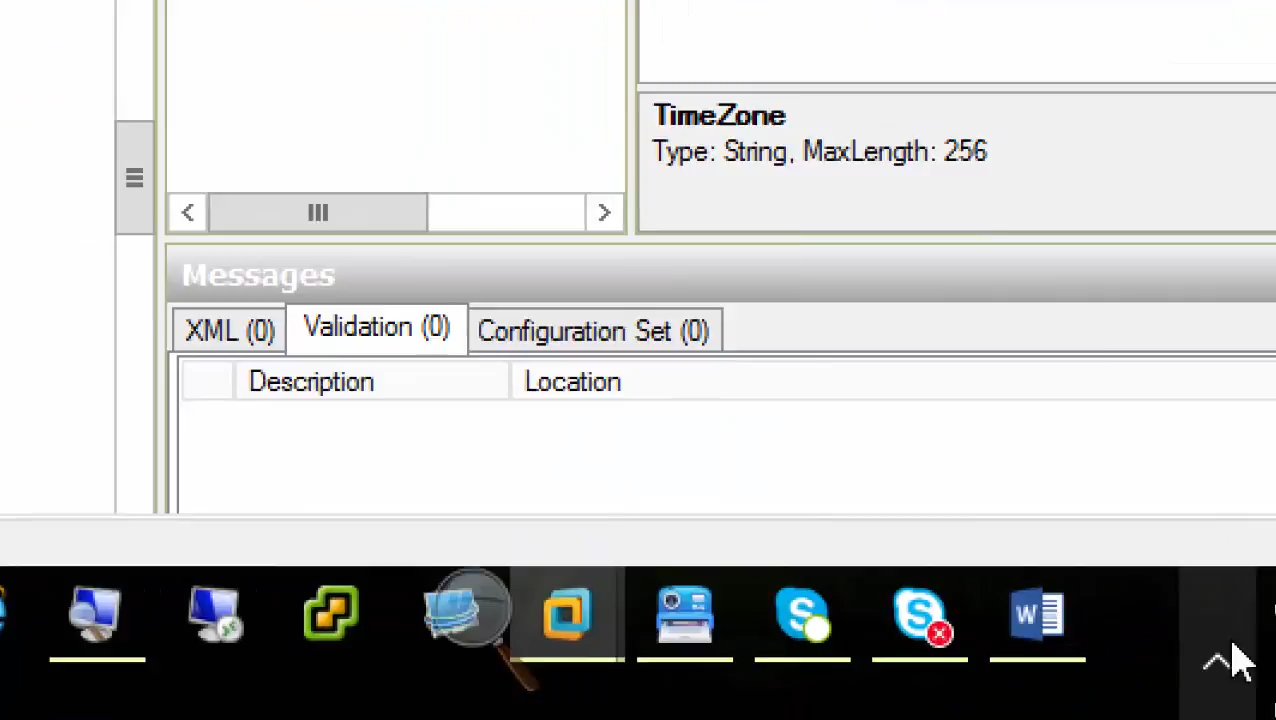 TimeZone
Type: String, MaxLength: 256
Messages
XML (0) Validation (0) Configuration Set (0)
Description Location